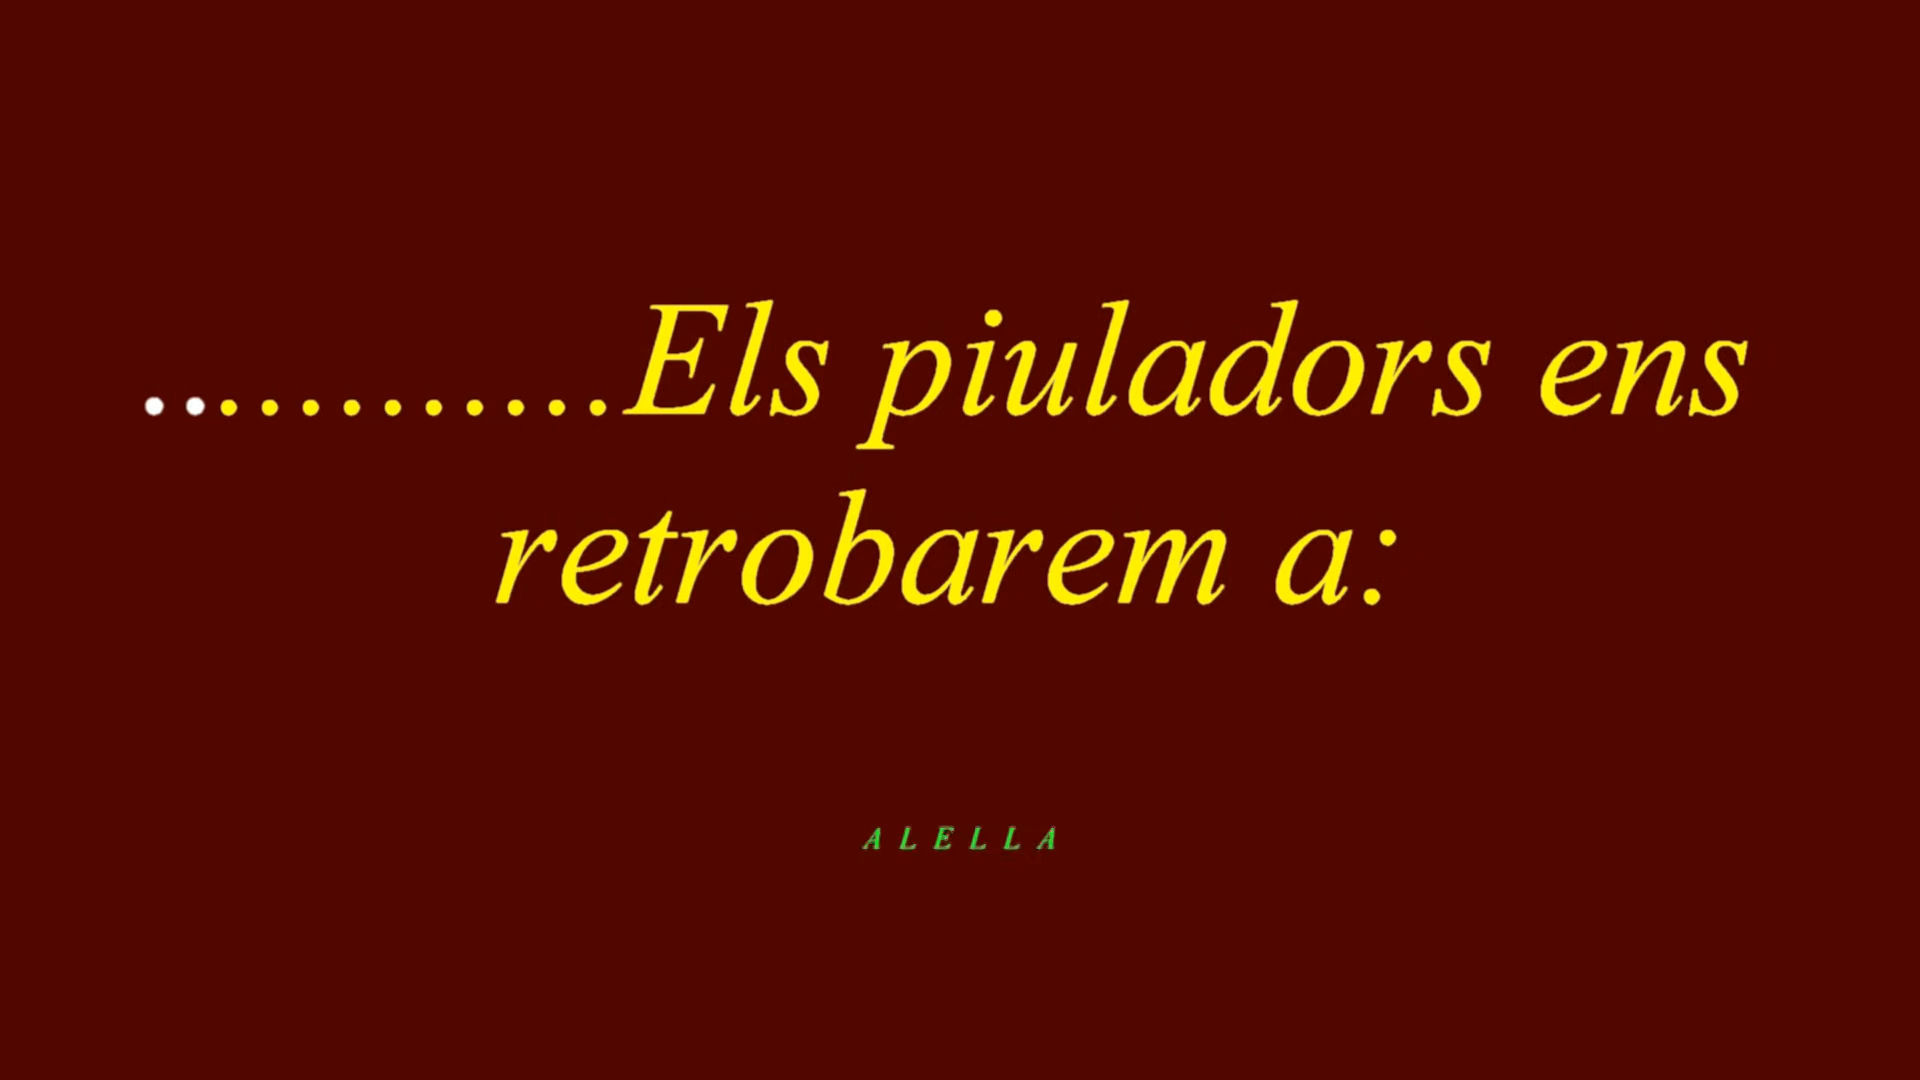 ............Els piuladors ens
retrobarem a:
A L E L L A